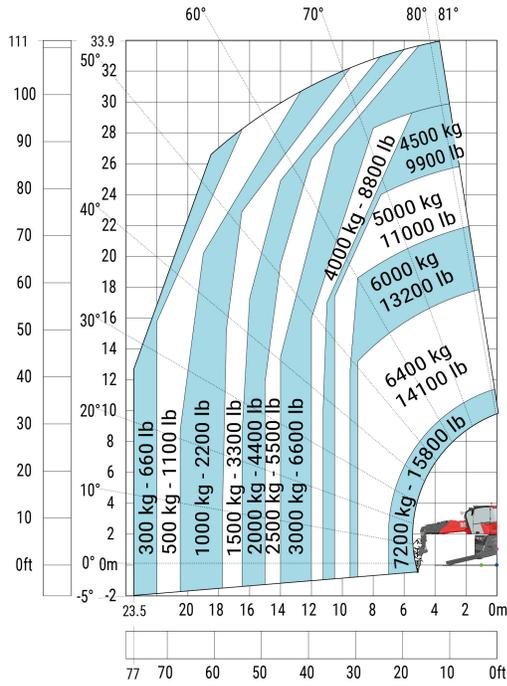 60°
70°
80°
81°
111
33.9
50°
32
100
30
28
90
26
80
24
40°
22
70
20
60
18
50
30°
16
14
40
12
30
20°
10
8
20
6
10°
4
10
2
0ft
0°
0m
-5°
-2
4500 kg
9900 lb
4000 kg - 8800 lb
5000 kg
11000 lb
6000 kg
13200 lb
6400 kg
14100 lb
7200 kg - 15800 lb
300 kg - 660 lb
500 kg - 1100 lb
1000 kg - 2200 lb
1500 kg - 3300 lb
2000 kg - 4400 lb
2500 kg - 5500 lb
3000 kg - 6600 lb
23.5 20 18 16 14 12 10 8 6 4 2 0m
77 70 60 50 40 30 20 10 0ft